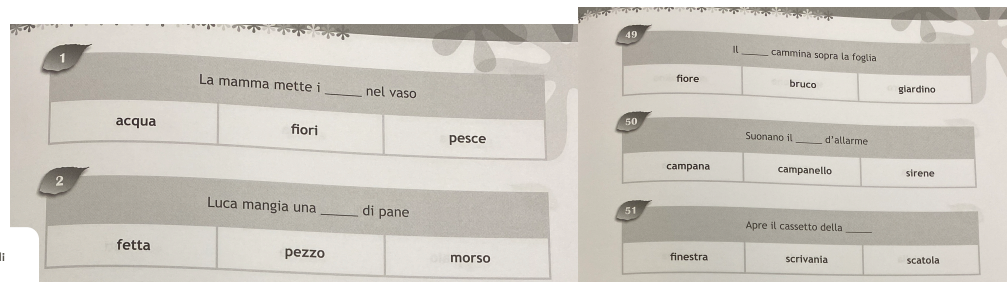 1
La mamma mette i _____ nel vaso
acqua fiori pesce
2
Luca mangia una _____ di pane
fetta pezzo morso
li
49
Il _____ cammina sopra la foglia
fiore bruco giardino
50
Suonano il _____ d'allarme
campana campanello sirene
51
Apre il cassetto della _____
finestra scrivania scatola